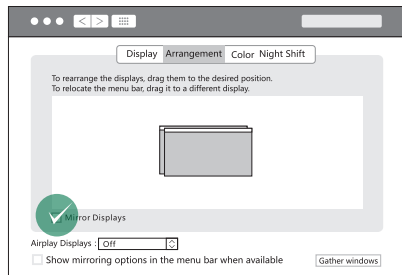 Display Arrangement Color Night Shift
To rearrange the displays, drag them to the desired position.
To relocate the menu bar, drag it to a different display.
Mirror Displays
Airplay Displays : Off
Show mirroring options in the menu bar when available
Gather windows